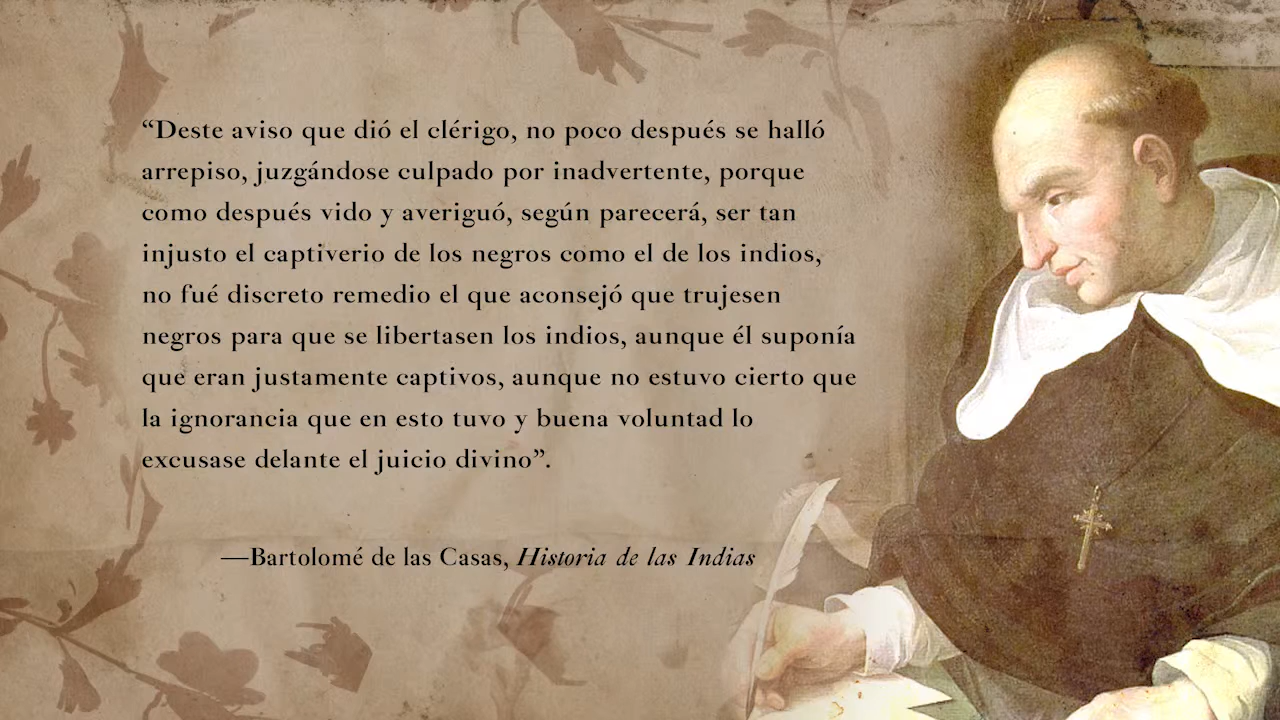 “Deste aviso que dió el clérigo, no poco después se halló
arrepiso, juzgándose culpado por inadvertente, porque
como después vido y averiguó, según parecerá, ser tan
injusto el captiverio de los negros como el de los indios,
no fué discreto remedio el que aconsejó que trujesen
negros para que se libertasen los indios, aunque él suponía
que eran justamente captivos, aunque no estuvo cierto que
la ignorancia que en esto tuvo y buena voluntad lo
excusase delante el juicio divino”.
—Bartolomé de las Casas, Historia de las Indias